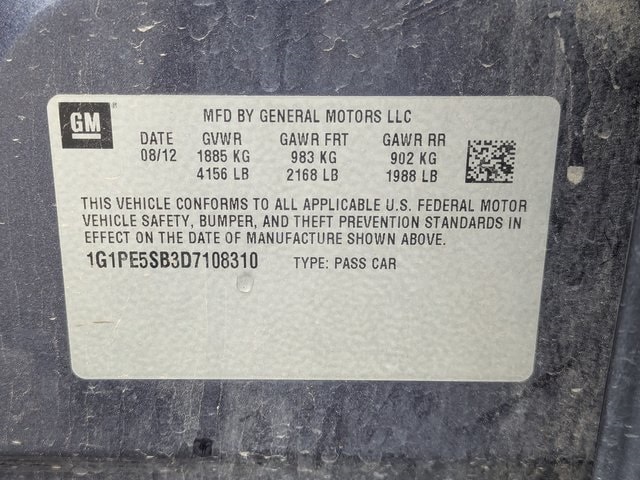 GM
MFD BY GENERAL MOTORS LLC
DATE GVWR GAWR FRT GAWR RR
08/12 1885 KG 983 KG 902 KG
4156 LB 2168 LB 1988 LB
THIS VEHICLE CONFORMS TO ALL APPLICABLE U.S. FEDERAL MOTOR
VEHICLE SAFETY, BUMPER, AND THEFT PREVENTION STANDARDS IN
EFFECT ON THE DATE OF MANUFACTURE SHOWN ABOVE.
1G1PE5SB3D7108310 TYPE: PASS CAR